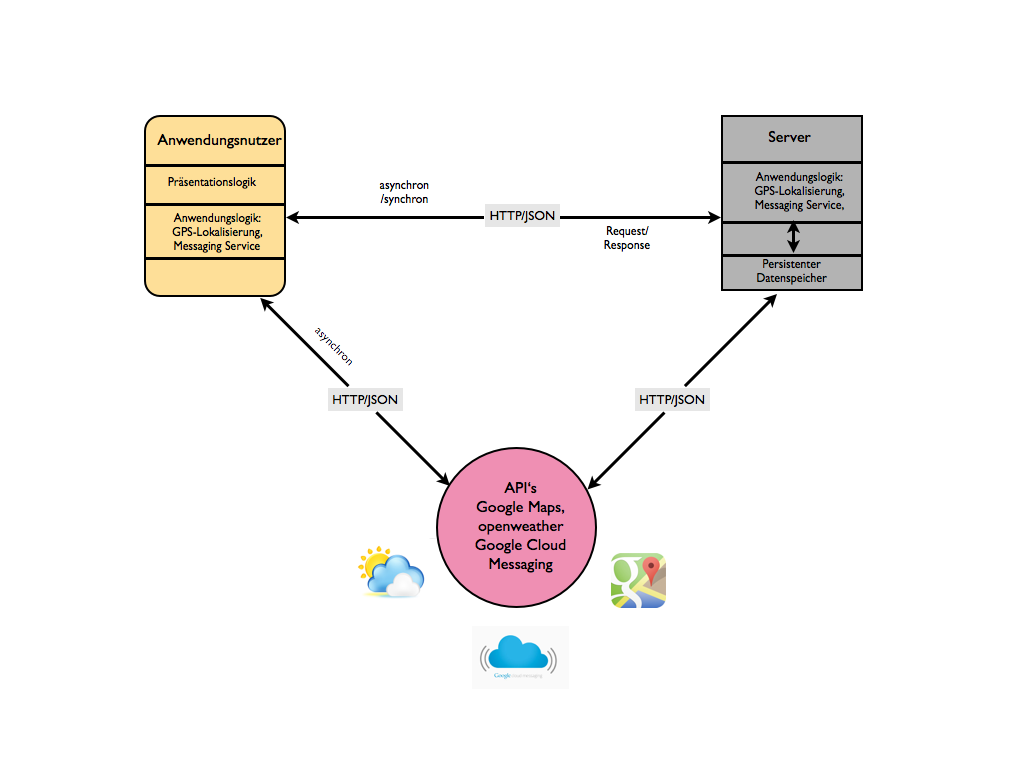 Anwendungsnutzer
Präsentationslogik
Anwendungslogik:
GPS-Lokalisierung,
Messaging Service
asynchron
/synchron
HTTP/JSON
Request/
Response
Server
Anwendungslogik:
GPS-Lokalisierung,
Messaging Service,
Persistenter
Datenspeicher
asynchron
HTTP/JSON
HTTP/JSON
API's
Google Maps,
openweather
Google Cloud
Messaging
Google cloud messaging